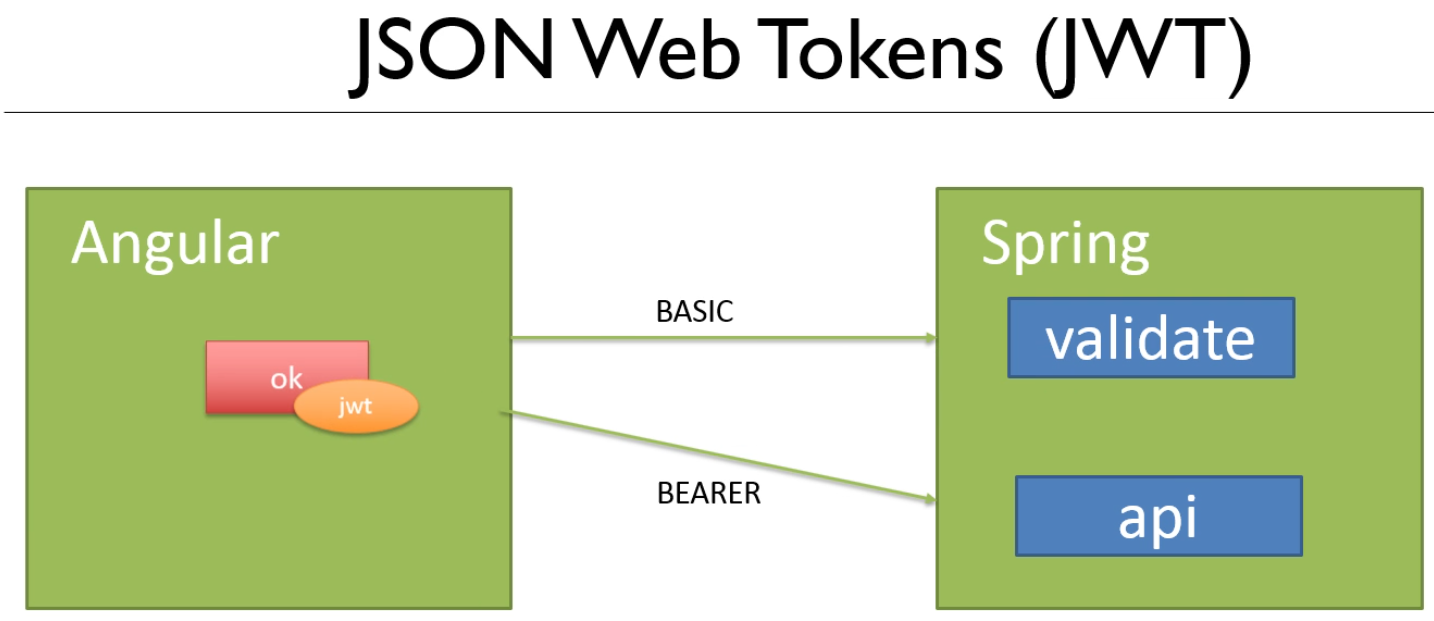 JSON Web Tokens (JWT)
Angular
Spring
BASIC
validate
ok
jwt
BEARER
api